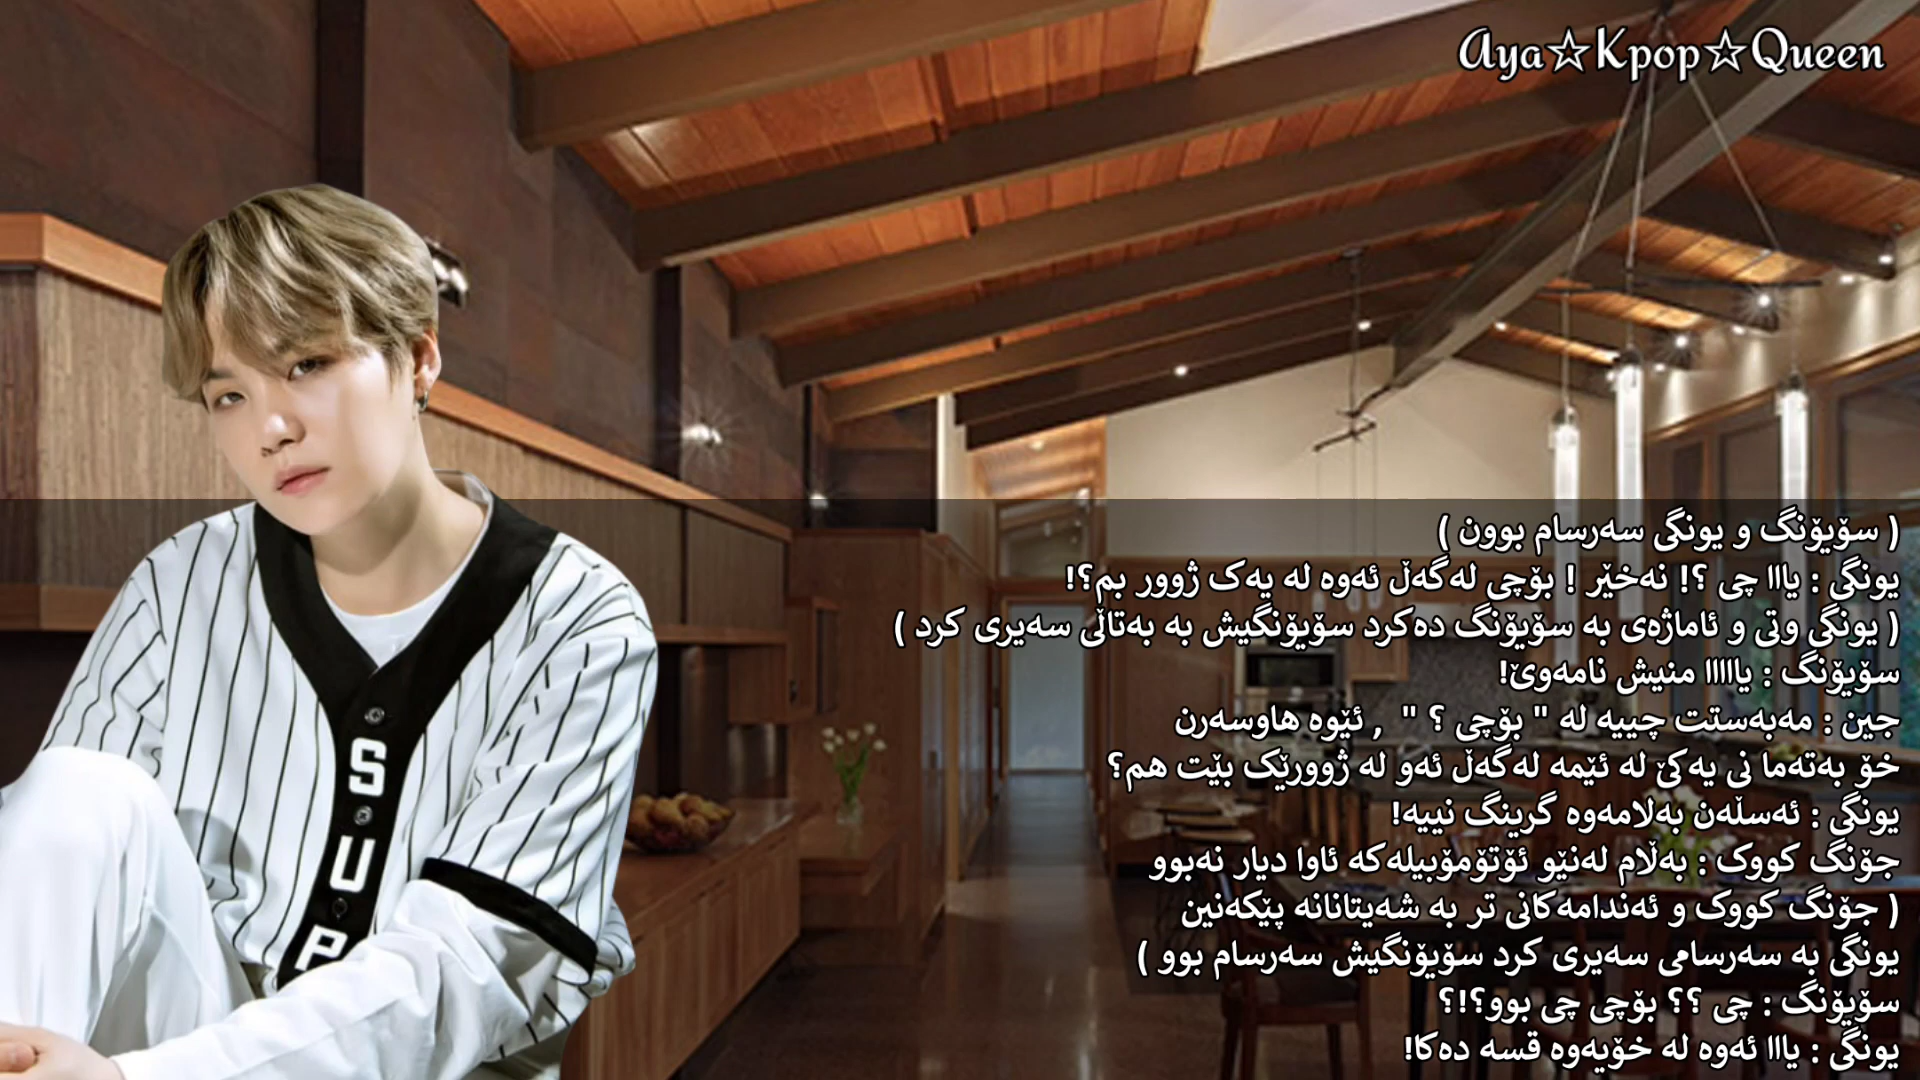 Aya☆Kpop☆Queen
( سۆیۆنگ و یونگی سەرسام بوون )
یونگی : یااا چی ؟! نەخێر ! بۆچی لەگەڵ ئەوە لە یەک ژوور بم؟!
( یونگی وتی و ئاماژەی بە سۆیۆنگ دەکرد سۆیۆنگیش بە بەتاڵی سەیری کرد )
سۆیۆنگ : یااااا منیش نامەوێ!
جین : مەبەستت چییە لە " بۆچی ؟ " , ئێوە هاوسەرن
خۆ بەتەما نی یەکێ لە ئێمە لەگەڵ ئەو لە ژوورێک بێت هم؟
یونگی : ئەسڵەن بەلامەوە گرینگ نییە!
جۆنگ کووک : بەڵام لەنێو ئۆتۆمۆبیلەکە ئاوا دیار نەبوو
( جۆنگ کووک و ئەندامەکانی تر بە شەیتانانە پێکەنین
یونگی بە سەرسامی سەیری کرد سۆیۆنگیش سەرسام بوو )
سۆیۆنگ : چی ؟؟ بۆچی چی بوو؟!؟
یونگی : یااا ئەوە لە خۆیەوە قسە دەکا!
S
U
P